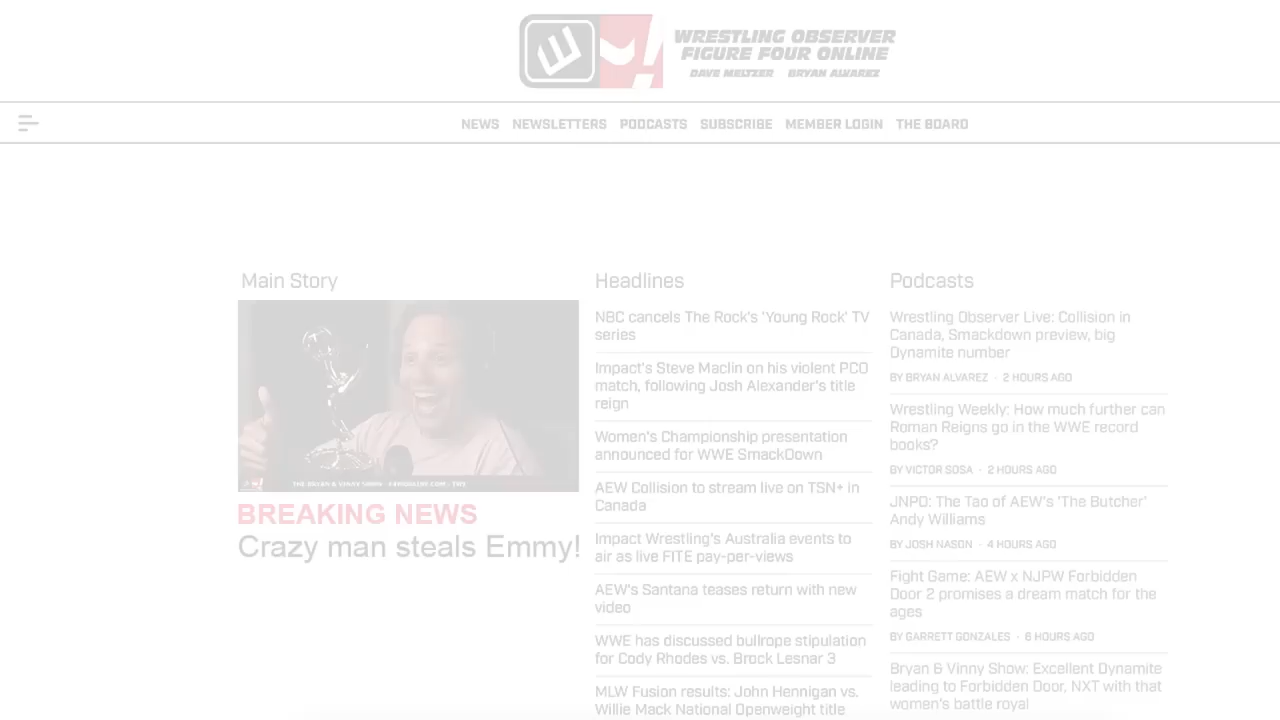 WRESTLING OBSERVER
FIGURE FOUR ONLINE
DAVE MELTZER BRYAN ALVAREZ
NEWS NEWSLETTERS PODCASTS SUBSCRIBE MEMBER LOGIN THE BOARD
Main Story
BREAKING NEWS
Crazy man steals Emmy!
Headlines
NBC cancels The Rock's 'Young Rock' TV
series
Impact's Steve Maclin on his violent PCO
match, following Josh Alexander's title
reign
Women's Championship presentation
announced for WWE SmackDown
AEW Collision to stream live on TSN+ in
Canada
Impact Wrestling's Australia events to
air as live FITE pay-per-views
AEW's Santana teases return with new
video
WWE has discussed bullrope stipulation
for Cody Rhodes vs. Brock Lesnar 3
MLW Fusion results: John Hennigan vs.
Willie Mack National Openweight title
Podcasts
Wrestling Observer Live: Collision in
Canada, Smackdown preview, big
Dynamite number
BY BRYAN ALVAREZ · 2 HOURS AGO
Wrestling Weekly: How much further can
Roman Reigns go in the WWE record
books?
BY VICTOR SOSA · 2 HOURS AGO
JNPO: The Tao of AEW's 'The Butcher'
Andy Williams
BY JOSH NASON · 4 HOURS AGO
Fight Game: AEW x NJPW Forbidden
Door 2 promises a dream match for the
ages
BY GARRETT GONZALES · 6 HOURS AGO
Bryan & Vinny Show: Excellent Dynamite
leading to Forbidden Door, NXT with that
women's battle royal